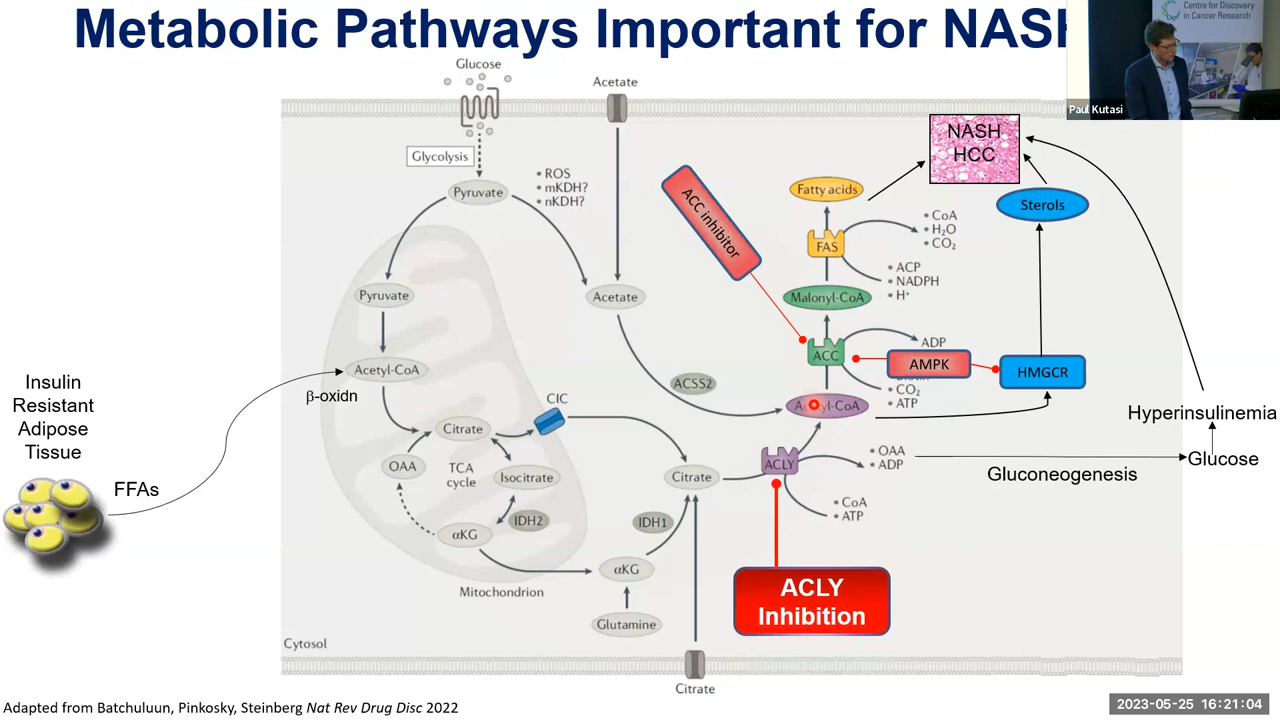 Metabolic Pathways Important for NASH
Centre for Discovery
in Cancer Research
Paul Kutasi
Glucose
Acetate
Glycolysis
Pyruvate
• ROS
• mKDH?
• nKDH?
ACC inhibitor
Fatty acids
NASH
HCC
Sterols
FAS
• CoA
• H₂O
• CO₂
• ACP
• NADPH
• H⁺
Pyruvate
Acetate
Malonyl-CoA
ACC
ADP
AMPK
HMGCR
• CO₂
• ATP
Acetyl-CoA
β-oxidn
ACSS2
Insulin
Resistant
Adipose
Tissue
FFAs
CIC
Citrate
OAA
TCA
cycle
Isocitrate
IDH2
αKG
Mitochondrion
Citrate
IDH1
αKG
Glutamine
ACLY
• OAA
• ADP
• CoA
• ATP
Gluconeogenesis
Hyperinsulinemia
Glucose
ACLY
Inhibition
Cytosol
Citrate
Adapted from Batchuluun, Pinkosky, Steinberg Nat Rev Drug Disc 2022
2023-05-25 16:21:04